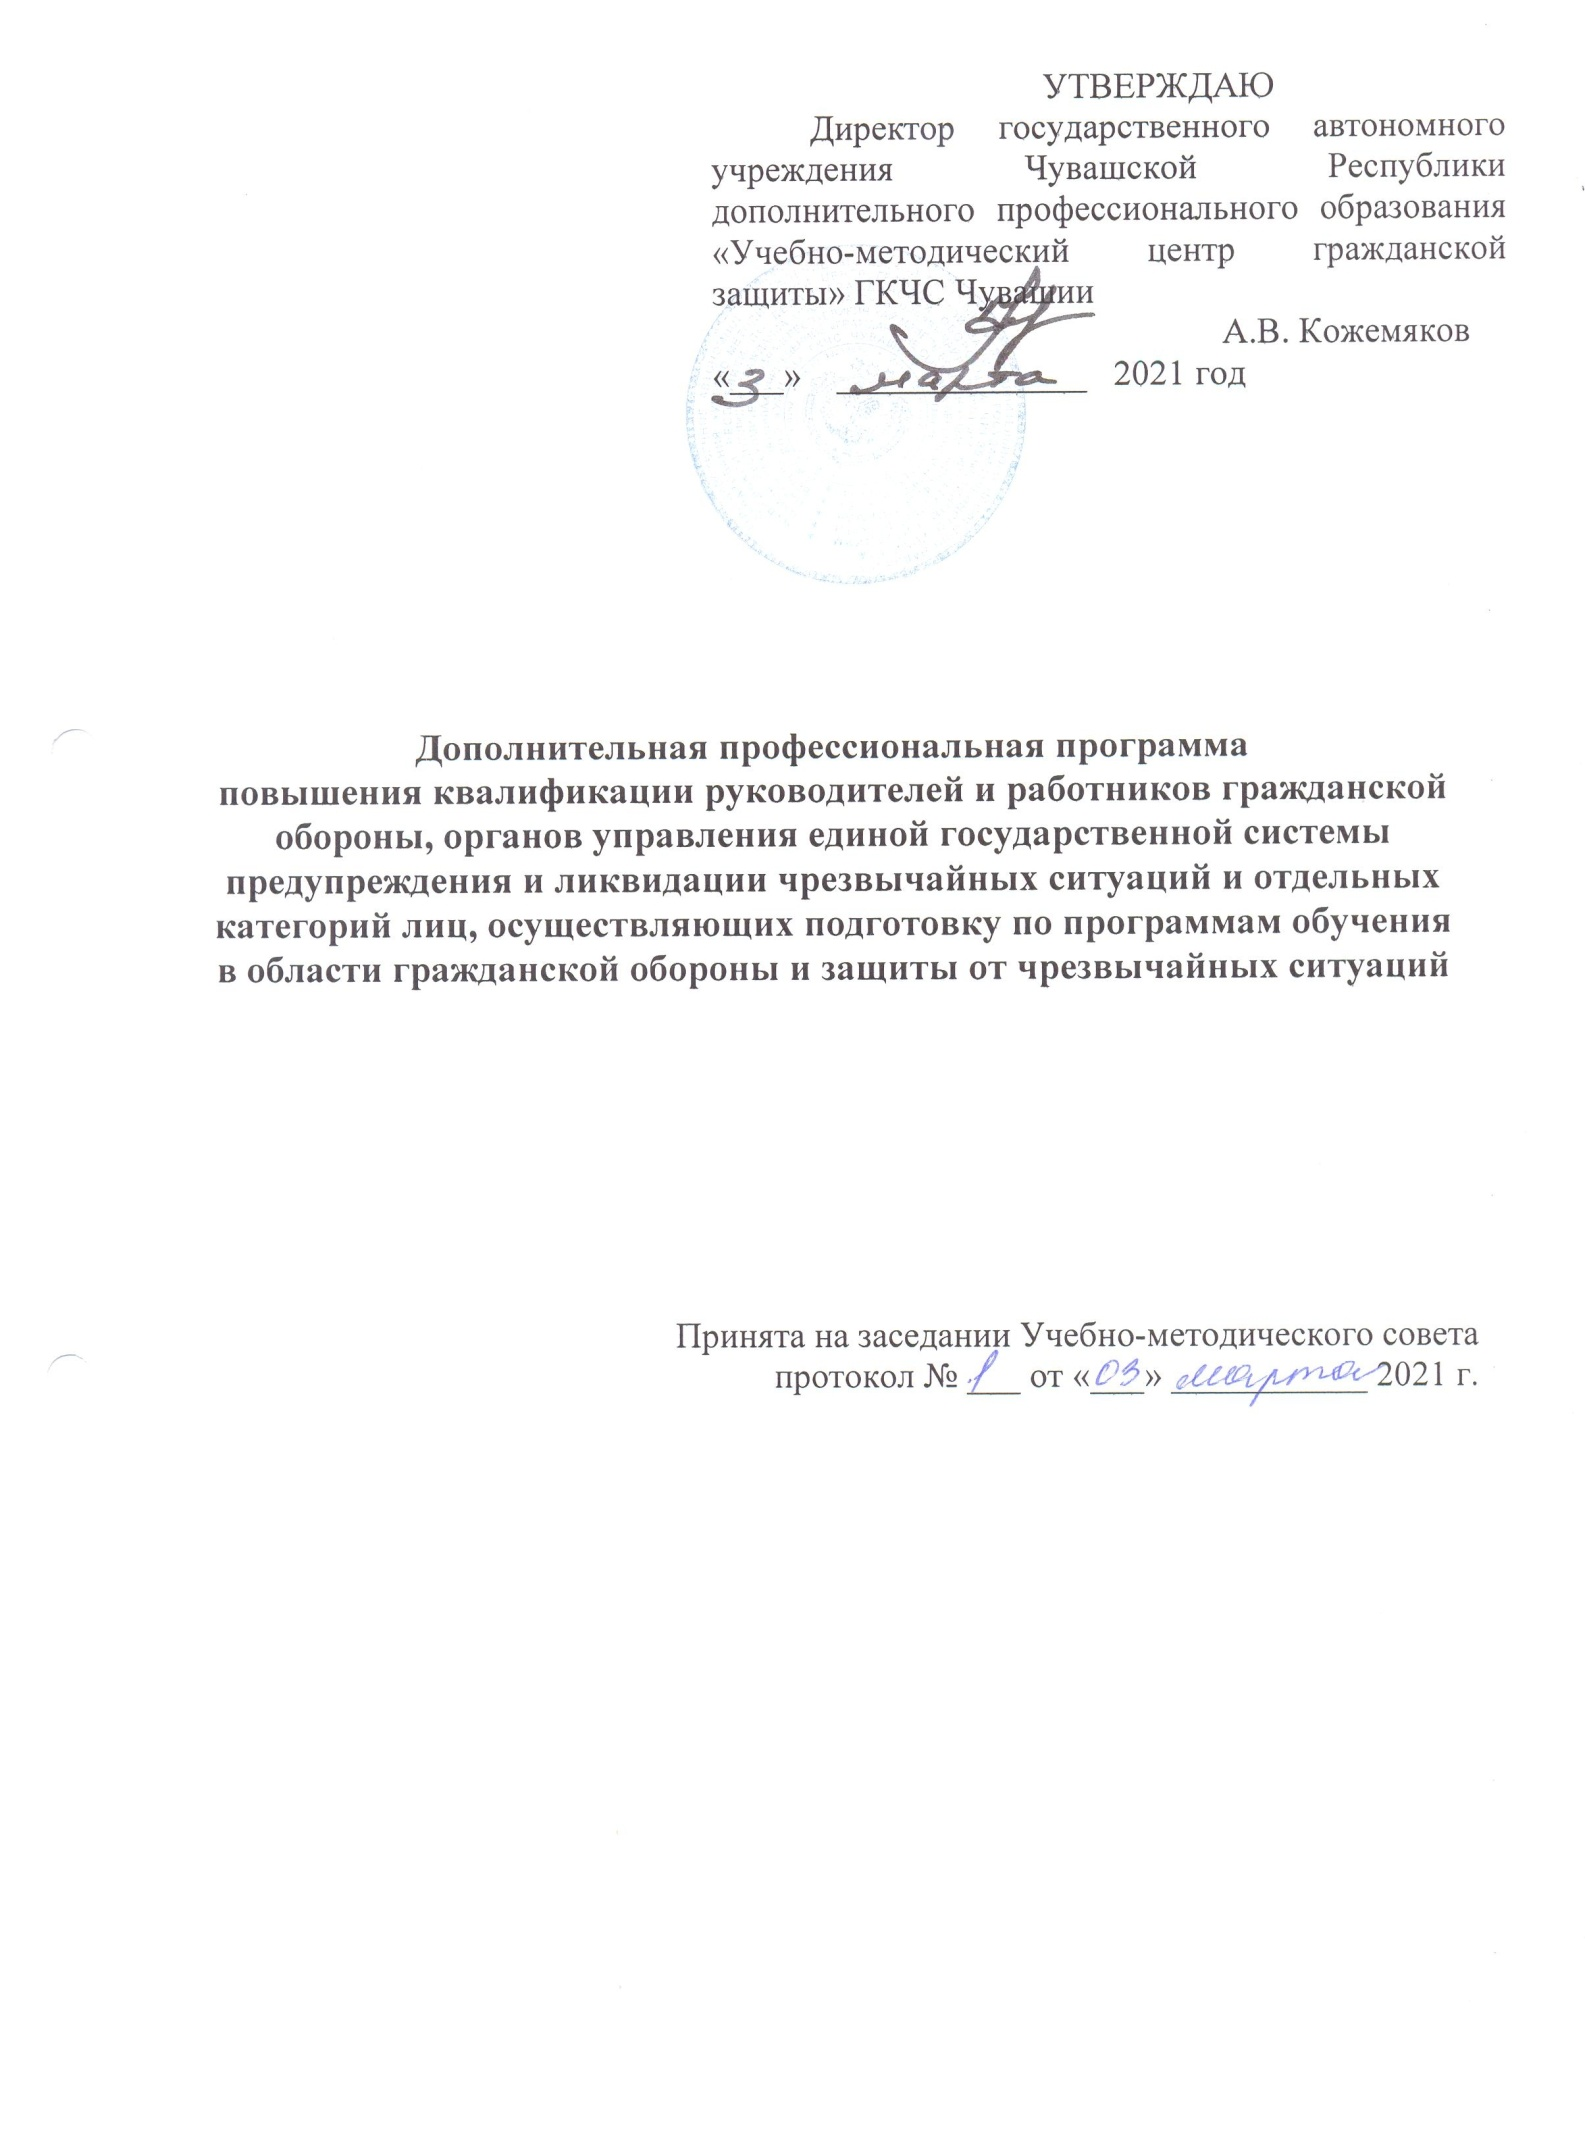 УТВЕРЖДАЮ
Директор государственного автономного
учреждения Чувашской Республики
дополнительного профессионального образования
«Учебно-методический центр гражданской
защиты» ГКЧС Чувашии
А.В. Кожемяков
«3» марта 2021 год
Дополнительная профессиональная программа
повышения квалификации руководителей и работников гражданской
обороны, органов управления единой государственной системы
предупреждения и ликвидации чрезвычайных ситуаций и отдельных
категорий лиц, осуществляющих подготовку по программам обучения
в области гражданской обороны и защиты от чрезвычайных ситуаций
Принята на заседании Учебно-методического совета
протокол № 1 от «03» марта 2021 г.